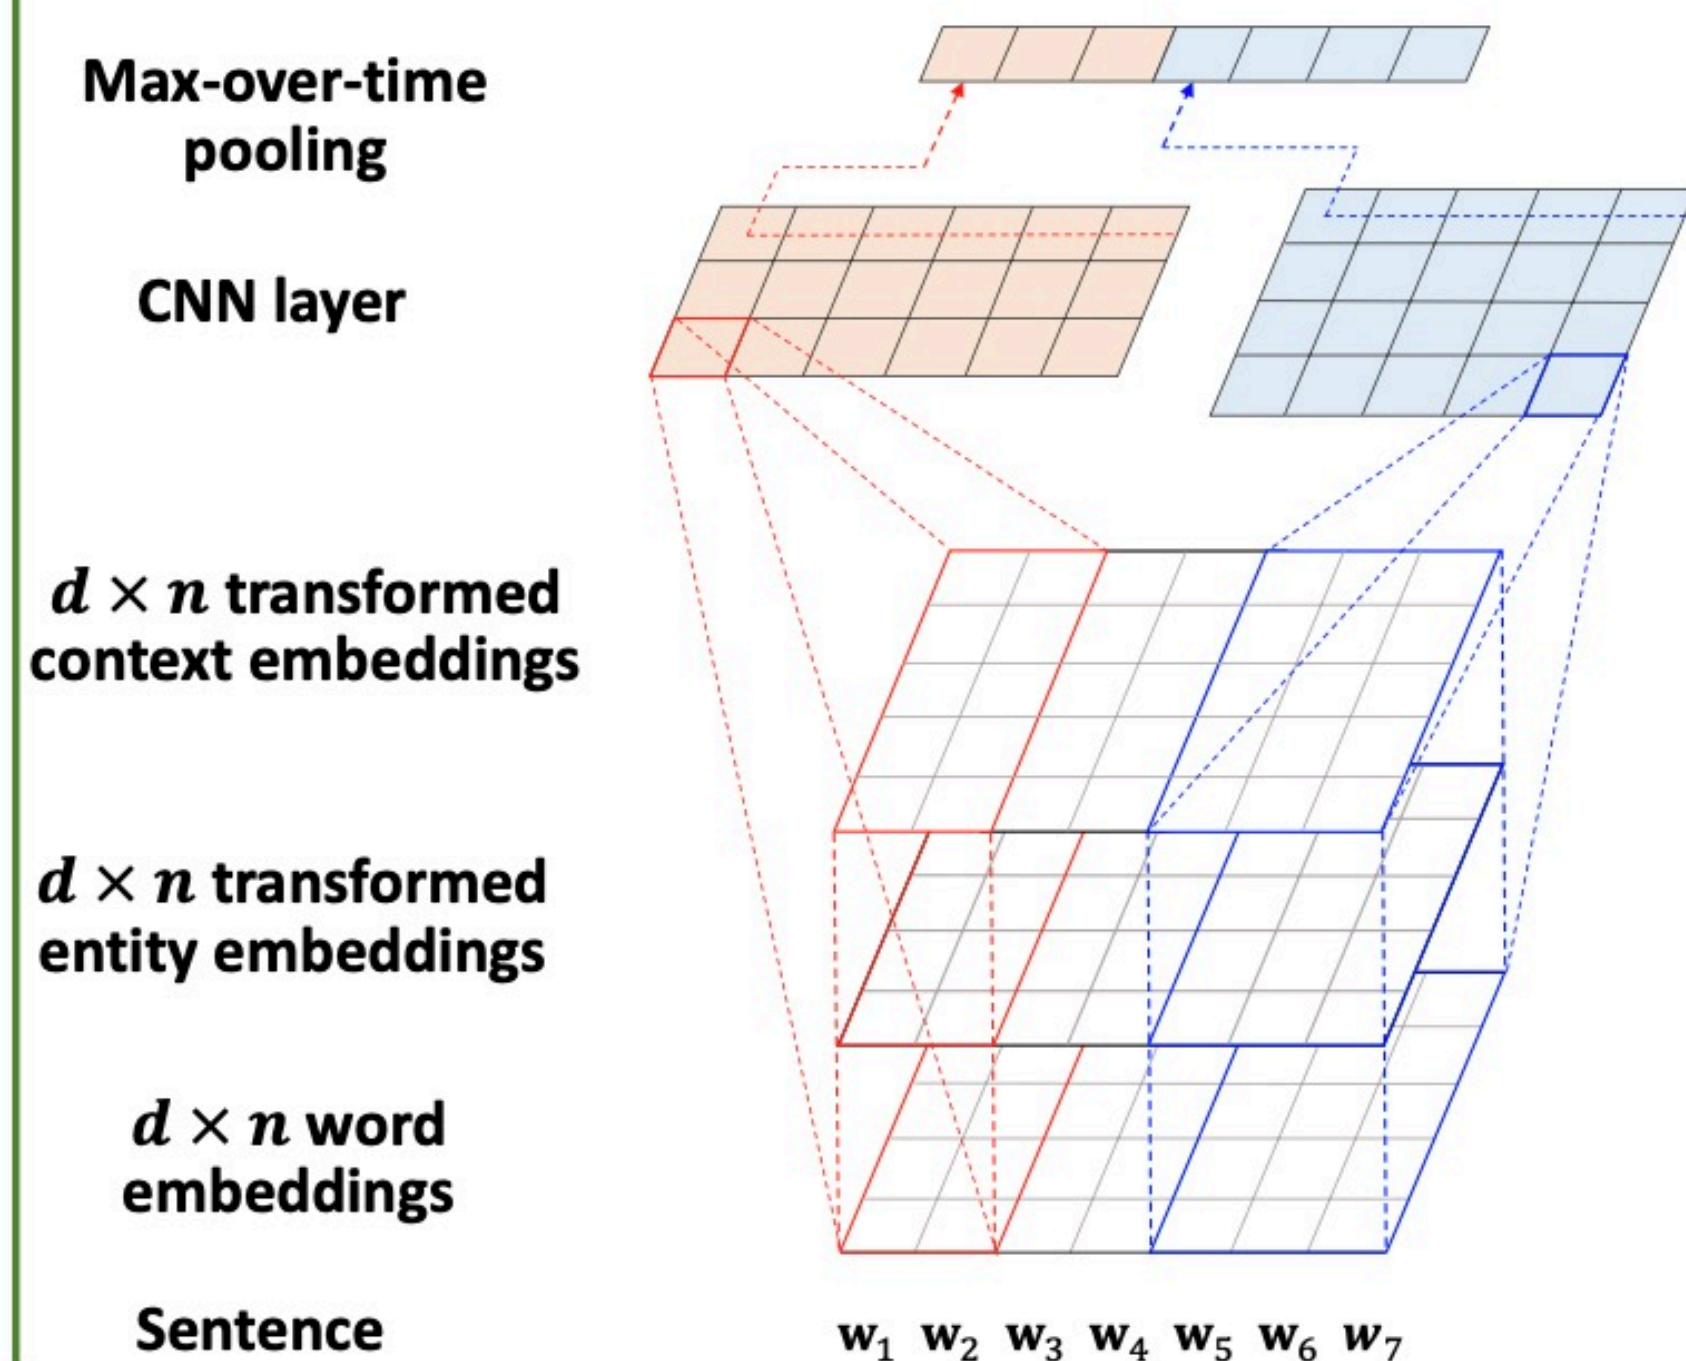 Max-over-time
pooling
CNN layer
d × n transformed
context embeddings
d × n transformed
entity embeddings
d × n word
embeddings
Sentence w₁ w₂ w₃ w₄ w₅ w₆ w₇